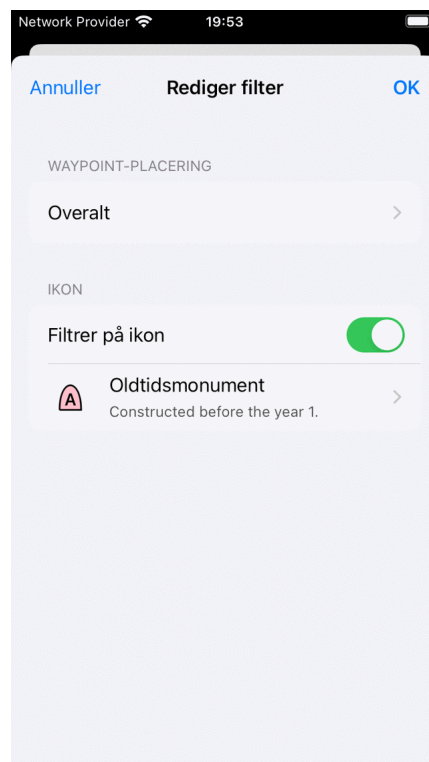 Network Provider 19:53
Annuller Rediger filter OK
WAYPOINT-PLACERING
Overalt
IKON
Filtrer på ikon
A Oldtidsmonument
Constructed before the year 1.